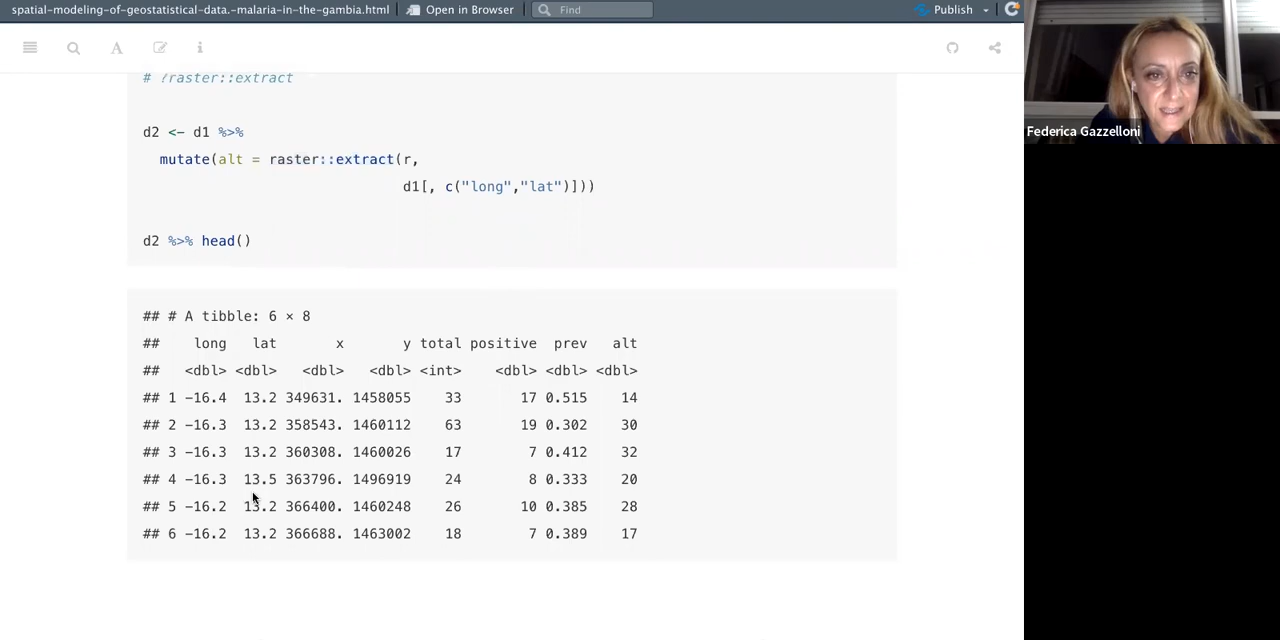 spatial-modeling-of-geostatistical-data.-malaria-in-the-gambia.html
Open in Browser
Find
Publish
# ?raster::extract
d2 <- d1 %>%
mutate(alt = raster::extract(r,
d1[, c("long","lat")]))
d2 %>% head()
## # A tibble: 6 × 8
## long lat x y total positive prev alt
## <dbl> <dbl> <dbl> <dbl> <int> <dbl> <dbl> <dbl>
## 1 -16.4 13.2 349631. 1458055 33 17 0.515 14
## 2 -16.3 13.2 358543. 1460112 63 19 0.302 30
## 3 -16.3 13.2 360308. 1460026 17 7 0.412 32
## 4 -16.3 13.5 363796. 1496919 24 8 0.333 20
## 5 -16.2 13.2 366400. 1460248 26 10 0.385 28
## 6 -16.2 13.2 366688. 1463002 18 7 0.389 17
Federica Gazzelloni